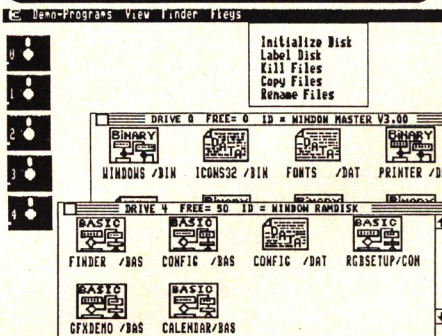 Demo-Programs View Finder Fkeys
Initialize Disk
Label Disk
Kill Files
Copy Files
Rename Files
0
1
2
3
4
DRIVE 0 FREE= 0 ID = WINDOW MASTER V3.00
BINARY
DATA
DATA
BINARY
WINDOWS /BIN ICONS32 /BIN FONTS /DAT PRINTER /D
DRIVE 4 FREE= 50 ID = WINDOW RAMDISK
BASIC
BASIC
DATA
BASIC
FINDER /BAS CONFIG /BAS CONFIG /DAT RGBSETUP/COM
BASIC
BASIC
GFXDEMO /BAS CALENDAR/BAS